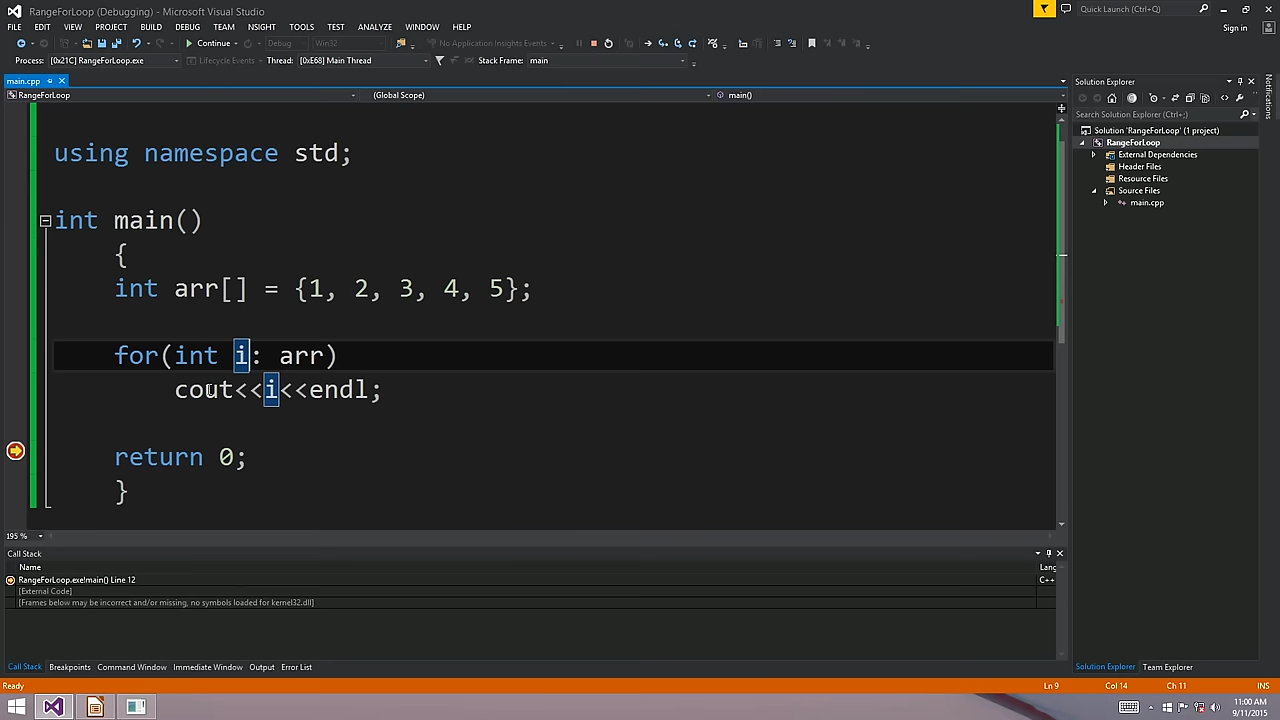 RangeForLoop (Debugging) - Microsoft Visual Studio
Quick Launch (Ctrl+Q)
FILE EDIT VIEW PROJECT BUILD DEBUG TEAM NSIGHT TOOLS TEST ANALYZE WINDOW HELP
Sign in
Continue Debug Win32 No Application Insights Events
Process: [0x21C] RangeForLoop.exe Lifecycle Events Thread: [0xE68] Main Thread Stack Frame: main
main.cpp
RangeForLoop (Global Scope) main()
using namespace std;
int main()
{
int arr[] = {1, 2, 3, 4, 5};
for(int i: arr)
cout<<i<<endl;
return 0;
}
195 %
Solution Explorer
Search Solution Explorer (Ctrl+;)
Solution 'RangeForLoop' (1 project)
RangeForLoop
External Dependencies
Header Files
Resource Files
Source Files
main.cpp
Notifications
Call Stack
Name Lang
RangeForLoop.exe!main() Line 12 C++
[External Code]
[Frames below may be incorrect and/or missing, no symbols loaded for kernel32.dll]
Call Stack Breakpoints Command Window Immediate Window Output Error List
Solution Explorer Team Explorer
Ready Ln 9 Col 14 Ch 11 INS
11:00 AM
9/11/2015